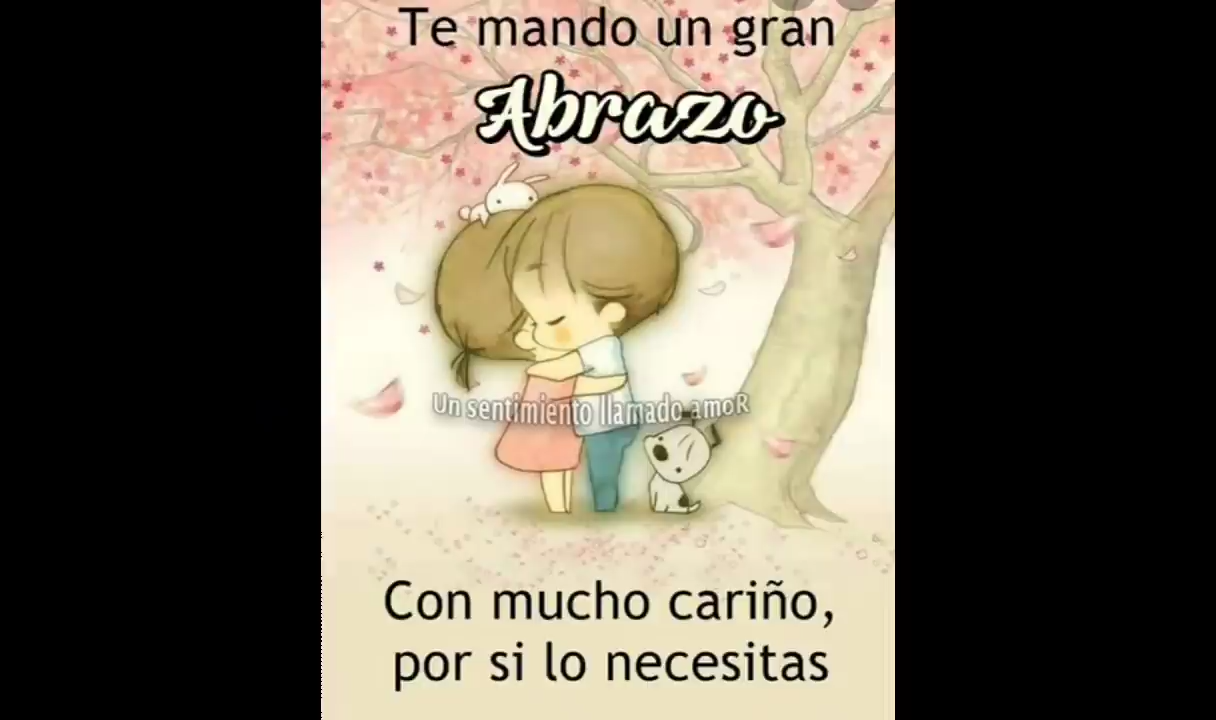 Te mando un gran
Abrazo
Un sentimiento llamado amoR
Con mucho cariño,
por si lo necesitas